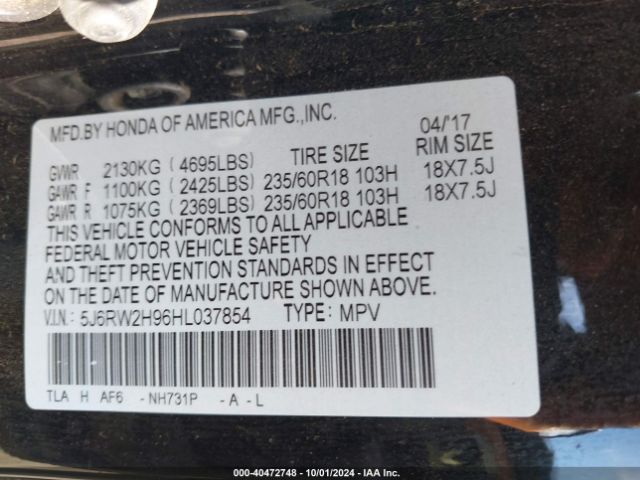 MFD.BY HONDA OF AMERICA MFG.,INC. 04/'17
GVWR 2130KG (4695LBS) TIRE SIZE RIM SIZE
GAWR F 1100KG (2425LBS) 235/60R18 103H 18X7.5J
GAWR R 1075KG (2369LBS) 235/60R18 103H 18X7.5J
THIS VEHICLE CONFORMS TO ALL APPLICABLE
FEDERAL MOTOR VEHICLE SAFETY
AND THEFT PREVENTION STANDARDS IN EFFECT
ON THE DATE OF MANUFACTURE SHOWN ABOVE.
V.I.N.: 5J6RW2H96HL037854 TYPE: MPV
TLA H AF6 -NH731P -A-L
000-40472748 - 10/01/2024 - IAA Inc.